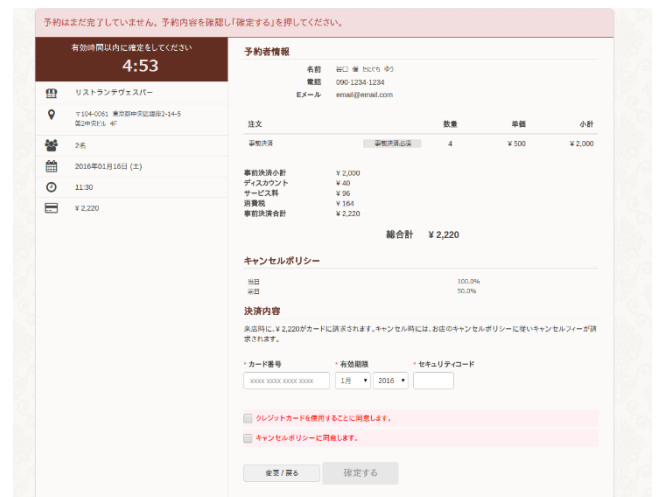 予約はまだ完了していません。予約内容を確認し「確定する」を押してください。
有効時間以内に確定をしてください
4:53
リストランテヴェスパー
〒104-0061 東京都中央区銀座2-14-5
第2中央ビル 4F
2名
2016年01月16日 (土)
11:30
¥ 2,220
予約者情報
名前 谷口 優 たにぐち ゆう
電話 090-1234-1234
Eメール email@email.com
注文 数量 単価 小計
事前決済 事前決済必須 4 ¥ 500 ¥ 2,000
事前決済小計 ¥ 2,000
ディスカウント ¥ 40
サービス料 ¥ 96
消費税 ¥ 164
事前決済合計 ¥ 2,220
総合計 ¥ 2,220
キャンセルポリシー
当日 100.0%
前日 50.0%
決済内容
来店時に、¥ 2,220がカードに請求されます。キャンセル時には、お店のキャンセルポリシーに従いキャンセルフィーが請
求されます。
* カード番号 * 有効期限 * セキュリティコード
xxxx xxxx xxxx xxxx 1月 2016
クレジットカードを使用することに同意します。
キャンセルポリシーに同意します。
変更 / 戻る 確定する